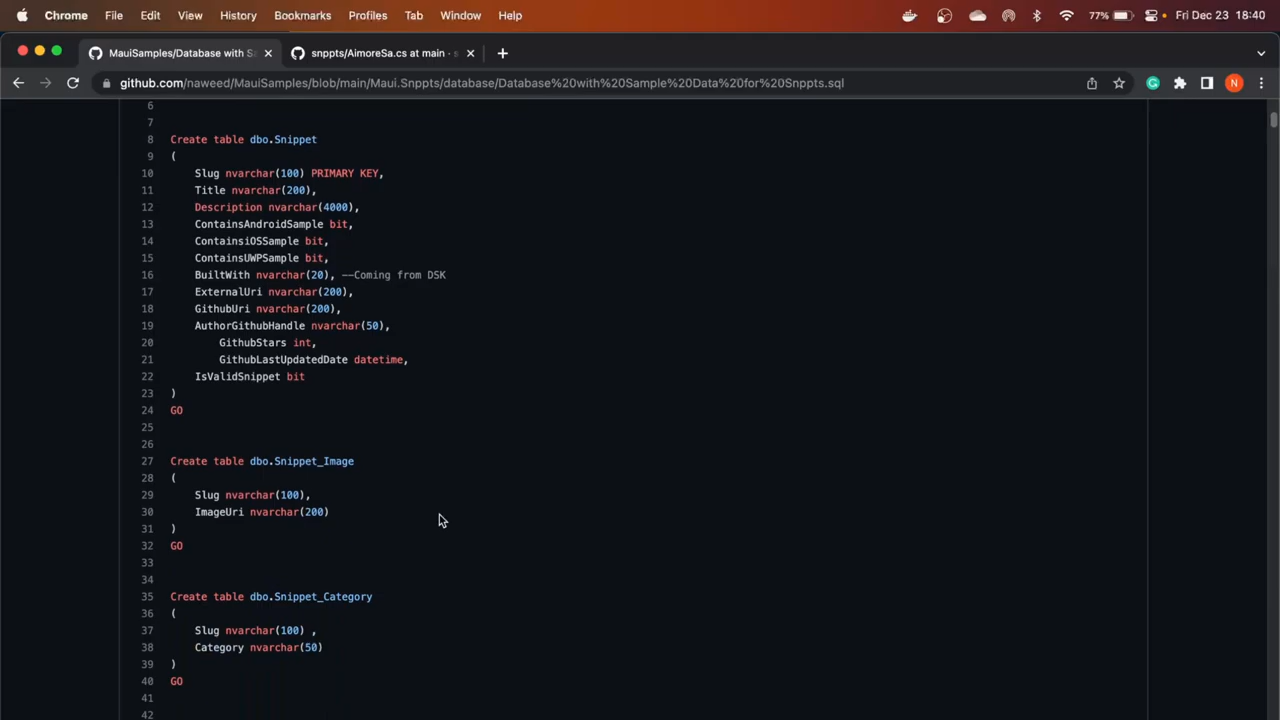 Chrome File Edit View History Bookmarks Profiles Tab Window Help 77% Fri Dec 23 18:40
MauiSamples/Database with Sa snppts/AimoreSa.cs at main · s
github.com/naweed/MauiSamples/blob/main/Maui.Snppts/database/Database%20with%20Sample%20Data%20for%20Snppts.sql N
6
7
8 Create table dbo.Snippet
9 (
10 Slug nvarchar(100) PRIMARY KEY,
11 Title nvarchar(200),
12 Description nvarchar(4000),
13 ContainsAndroidSample bit,
14 ContainsiOSSample bit,
15 ContainsUWPSample bit,
16 BuiltWith nvarchar(20), --Coming from DSK
17 ExternalUri nvarchar(200),
18 GithubUri nvarchar(200),
19 AuthorGithubHandle nvarchar(50),
20 GithubStars int,
21 GithubLastUpdatedDate datetime,
22 IsValidSnippet bit
23 )
24 GO
25
26
27 Create table dbo.Snippet_Image
28 (
29 Slug nvarchar(100),
30 ImageUri nvarchar(200)
31 )
32 GO
33
34
35 Create table dbo.Snippet_Category
36 (
37 Slug nvarchar(100) ,
38 Category nvarchar(50)
39 )
40 GO
41
42